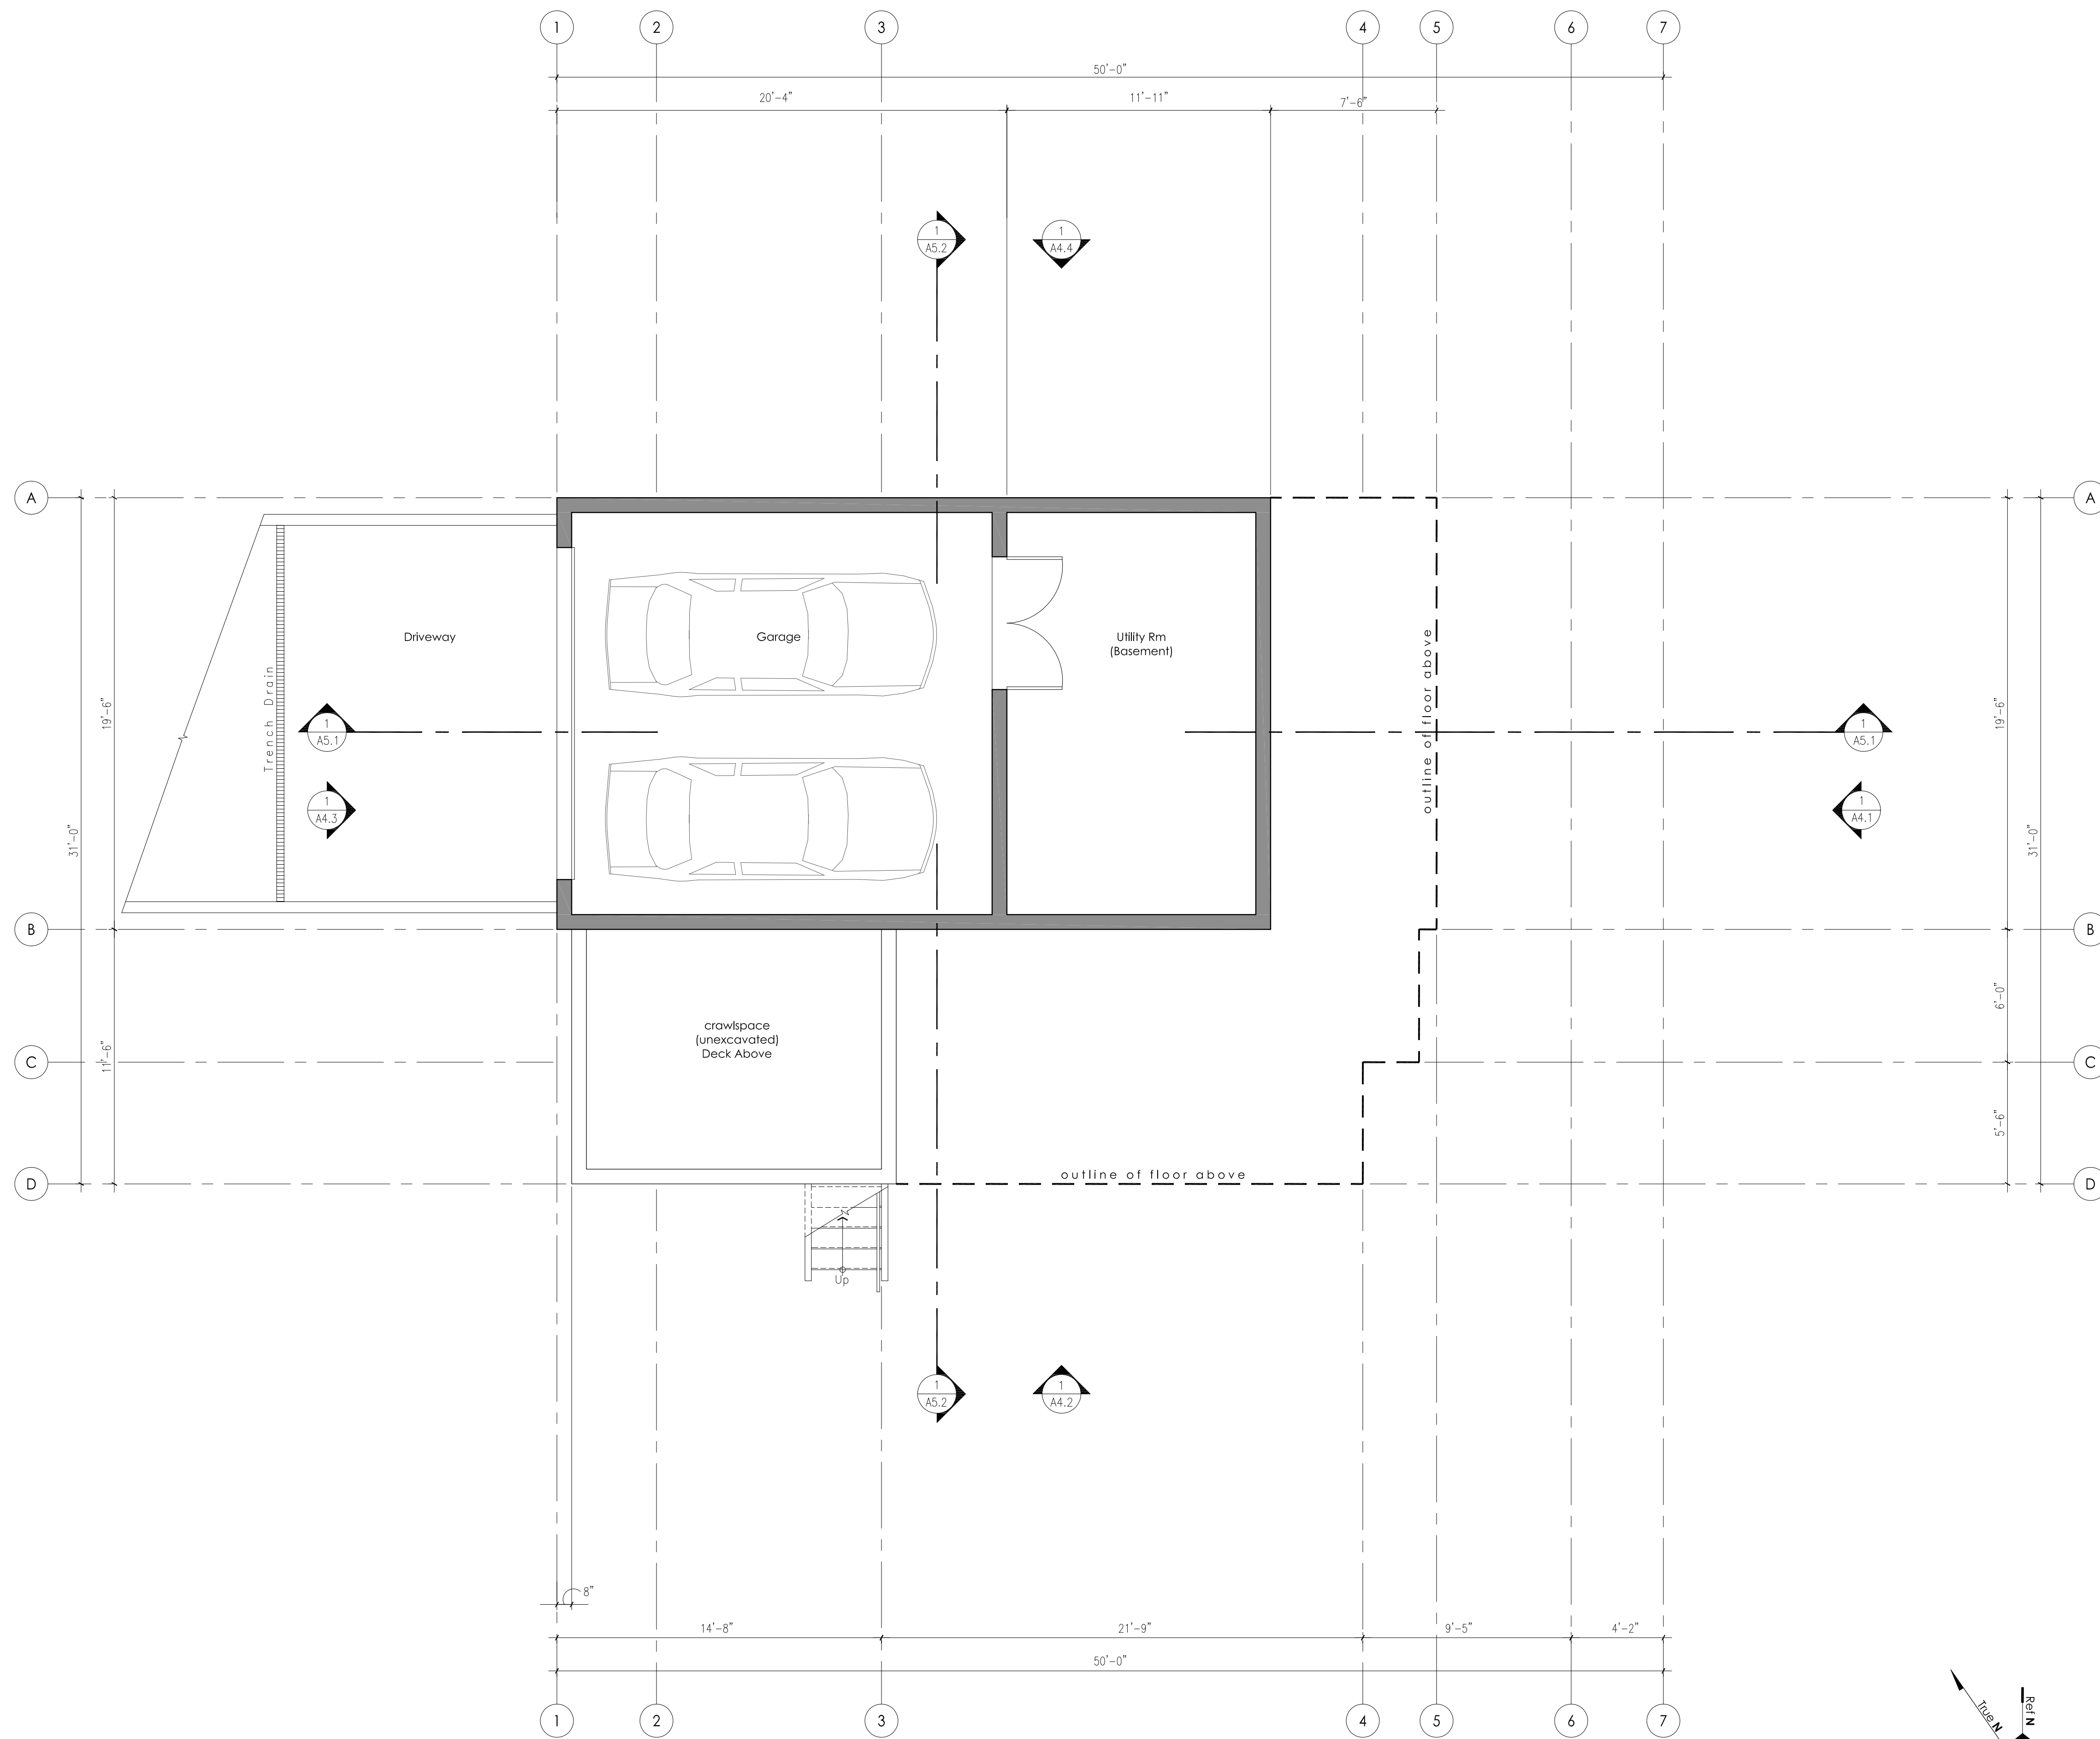 1 2 3 4 5 6 7
50'-0"
20'-4" 11'-11" 7'-6"
1
A5.2
1
A4.4
A A
Driveway
Garage
Utility Rm
(Basement)
Trench Drain
outline of floor above
19'-6"
31'-0"
19'-6"
31'-0"
1
A5.1
1
A5.1
1
A4.3
1
A4.1
B B
11'-6"
6'-0"
crawlspace
(unexcavated)
Deck Above
C C
5'-6"
outline of floor above
D D
Up
1
A5.2
1
A4.2
8"
14'-8" 21'-9" 9'-5" 4'-2"
50'-0"
True N
Ref N
1 2 3 4 5 6 7